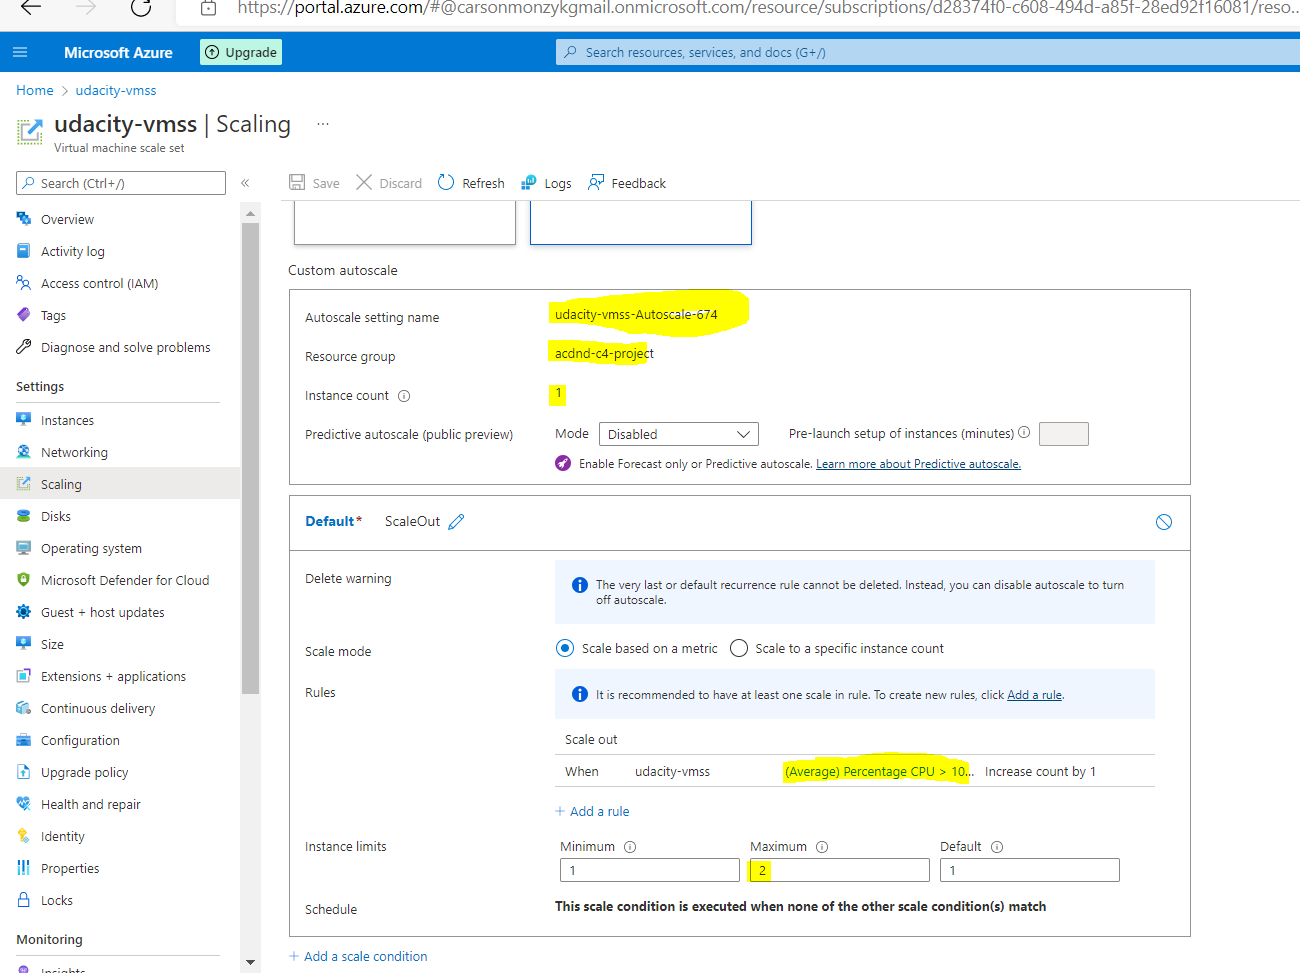 https://portal.azure.com/#@carsonmonzykgmail.onmicrosoft.com/resource/subscriptions/d28374f0-c608-494d-a85f-28ed92f16081/reso...
Microsoft Azure
Upgrade
Search resources, services, and docs (G+/)
Home > udacity-vmss
udacity-vmss | Scaling ...
Virtual machine scale set
Search (Ctrl+/)
«
Save
Discard
Refresh
Logs
Feedback
Overview
Activity log
Access control (IAM)
Tags
Diagnose and solve problems
Settings
Instances
Networking
Scaling
Disks
Operating system
Microsoft Defender for Cloud
Guest + host updates
Size
Extensions + applications
Continuous delivery
Configuration
Upgrade policy
Health and repair
Identity
Properties
Locks
Monitoring
Insights
Custom autoscale
Autoscale setting name
udacity-vmss-Autoscale-674
Resource group
acdnd-c4-project
Instance count
1
Predictive autoscale (public preview)
Mode
Disabled
Pre-launch setup of instances (minutes)
Enable Forecast only or Predictive autoscale. Learn more about Predictive autoscale.
Default*
ScaleOut
Delete warning
The very last or default recurrence rule cannot be deleted. Instead, you can disable autoscale to turn
off autoscale.
Scale mode
Scale based on a metric
Scale to a specific instance count
Rules
It is recommended to have at least one scale in rule. To create new rules, click Add a rule.
Scale out
When
udacity-vmss
(Average) Percentage CPU > 10...
Increase count by 1
+ Add a rule
Instance limits
Minimum
Maximum
Default
1
2
1
Schedule
This scale condition is executed when none of the other scale condition(s) match
+ Add a scale condition